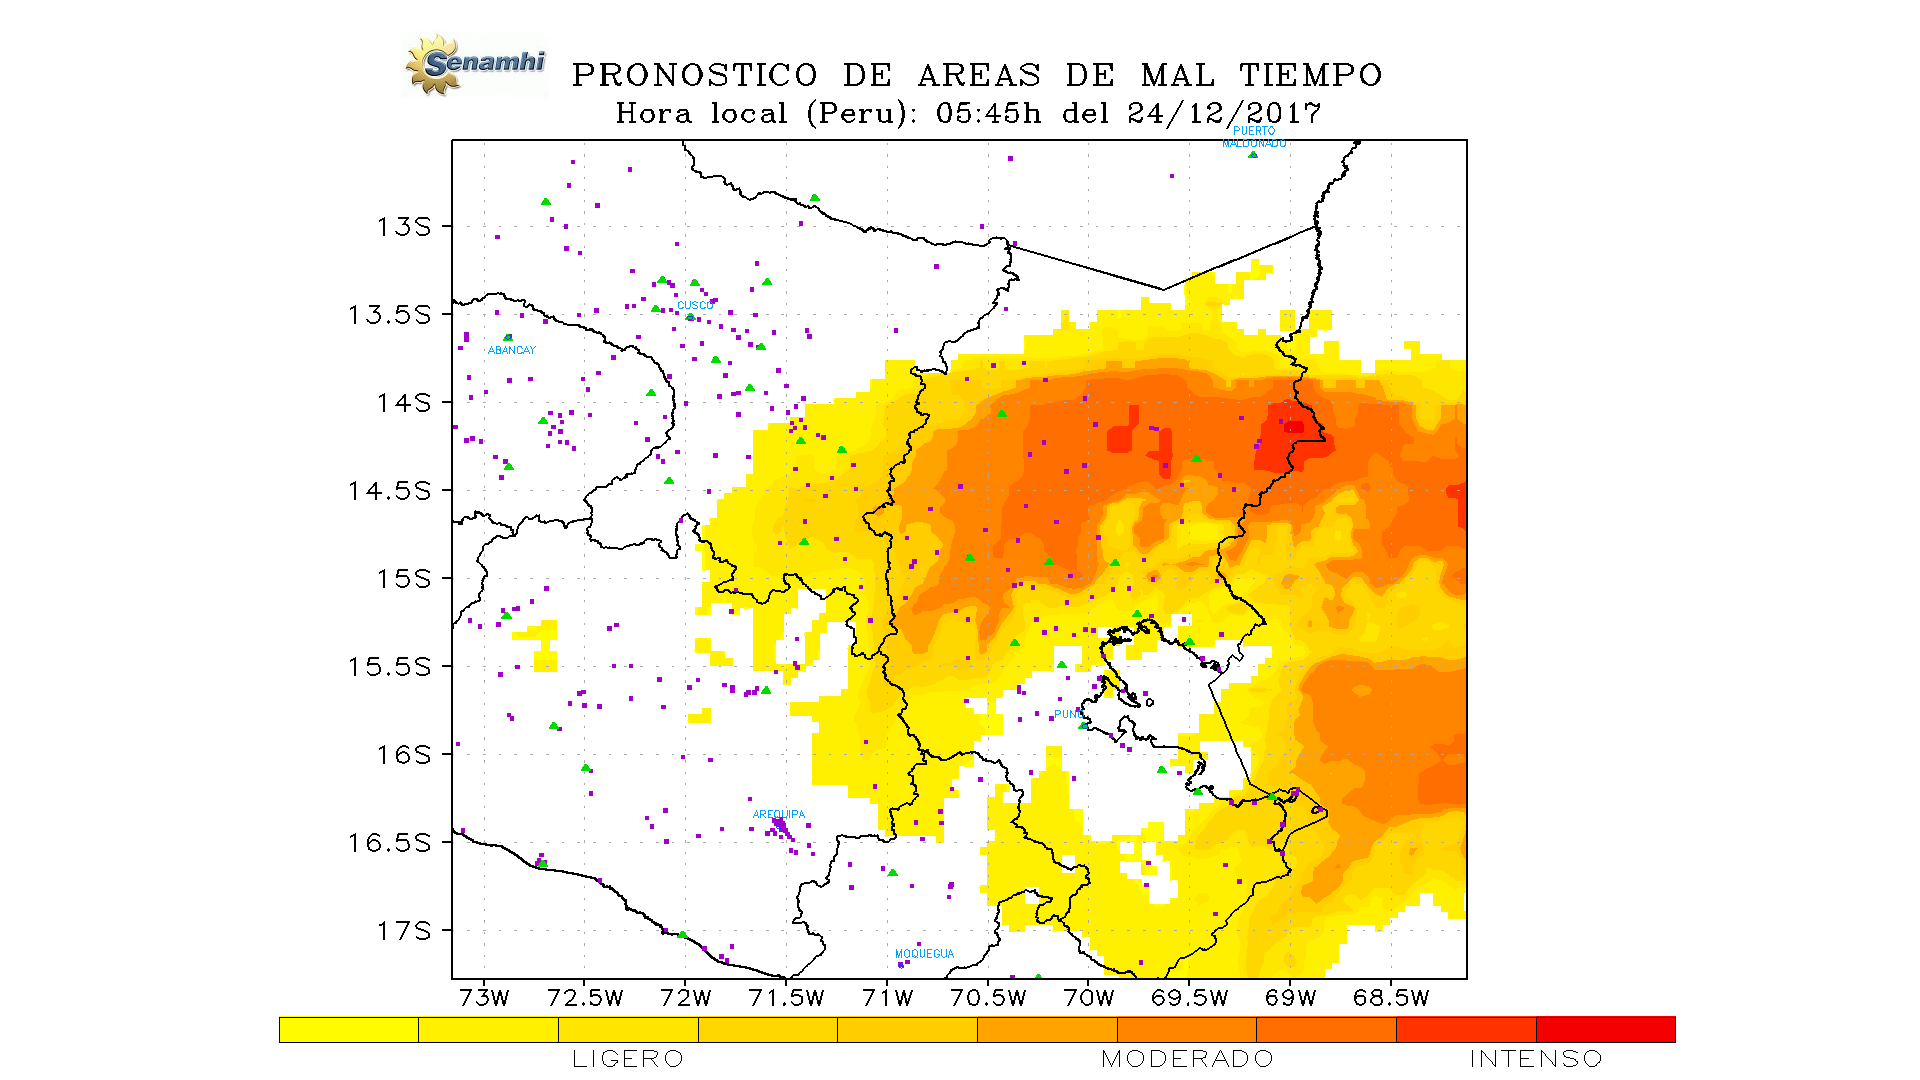 Senamhi
PRONOSTICO DE AREAS DE MAL TIEMPO
Hora local (Peru): 05:45h del 24/12/2017
PUERTO
MALDONADO
13S
13.5S
CUSCO
ABANCAY
14S
14.5S
15S
15.5S
PUNO
16S
AREQUIPA
16.5S
17S
MOQUEGUA
73W 72.5W 72W 71.5W 71W 70.5W 70W 69.5W 69W 68.5W
LIGERO MODERADO INTENSO